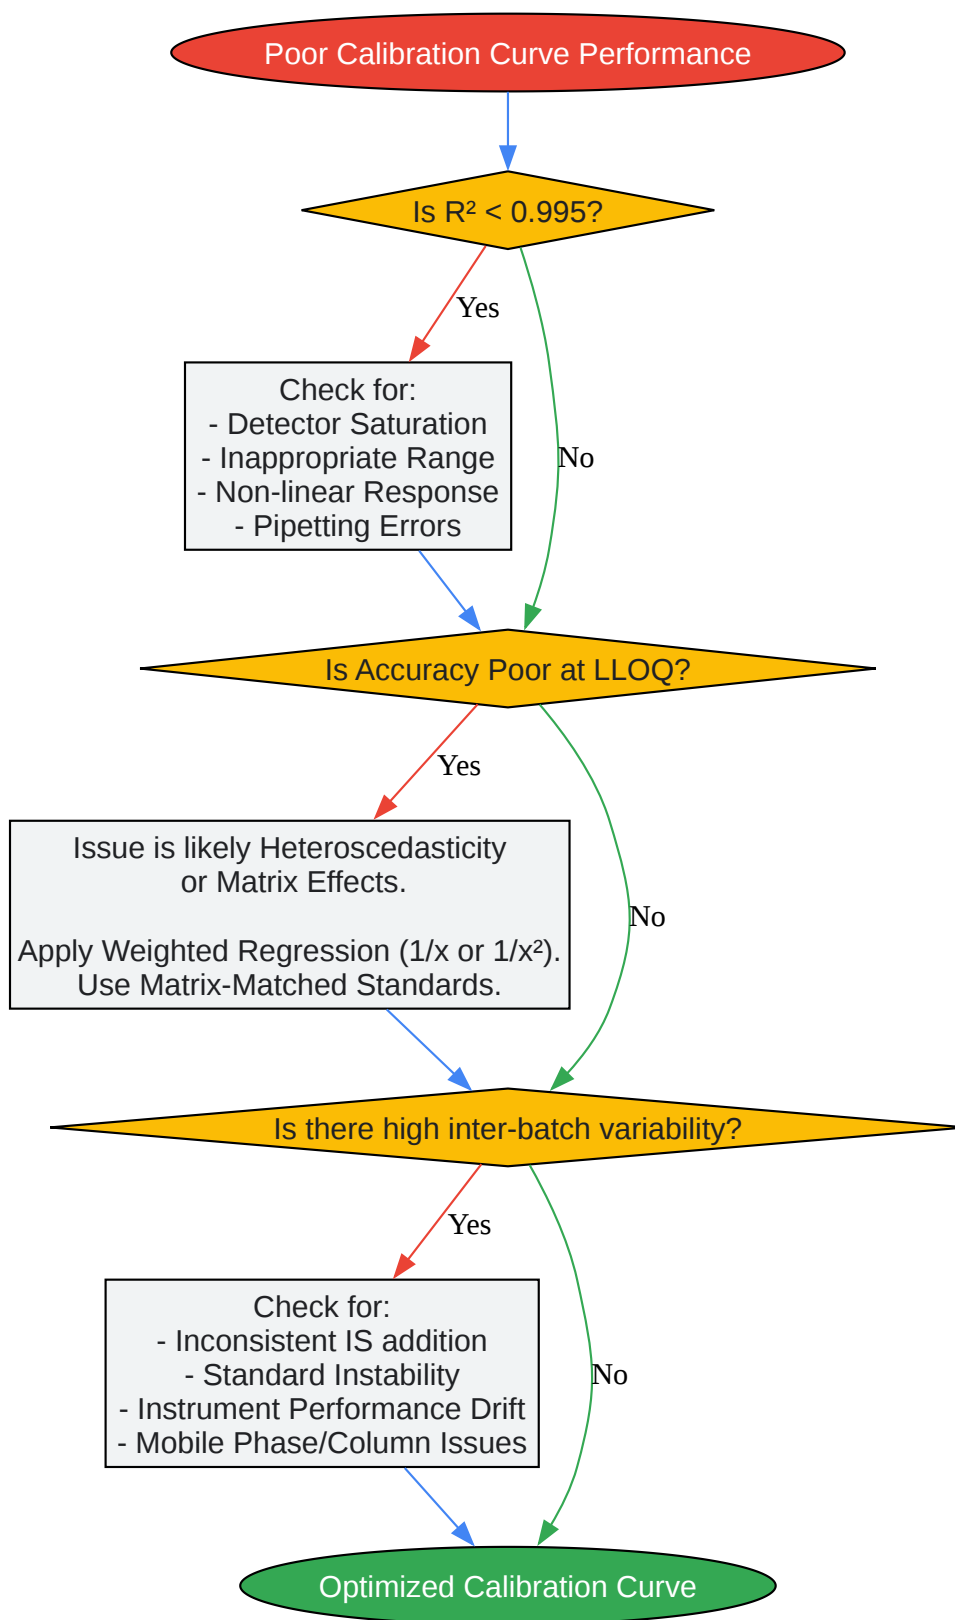 Poor Calibration Curve Performance
Is R² < 0.995?
Yes
Check for:
- Detector Saturation
- Inappropriate Range
- Non-linear Response
- Pipetting Errors
No
Is Accuracy Poor at LLOQ?
Yes
Issue is likely Heteroscedasticity
or Matrix Effects.
Apply Weighted Regression (1/x or 1/x²).
Use Matrix-Matched Standards.
No
Is there high inter-batch variability?
Yes
Check for:
- Inconsistent IS addition
- Standard Instability
- Instrument Performance Drift
- Mobile Phase/Column Issues
No
Optimized Calibration Curve